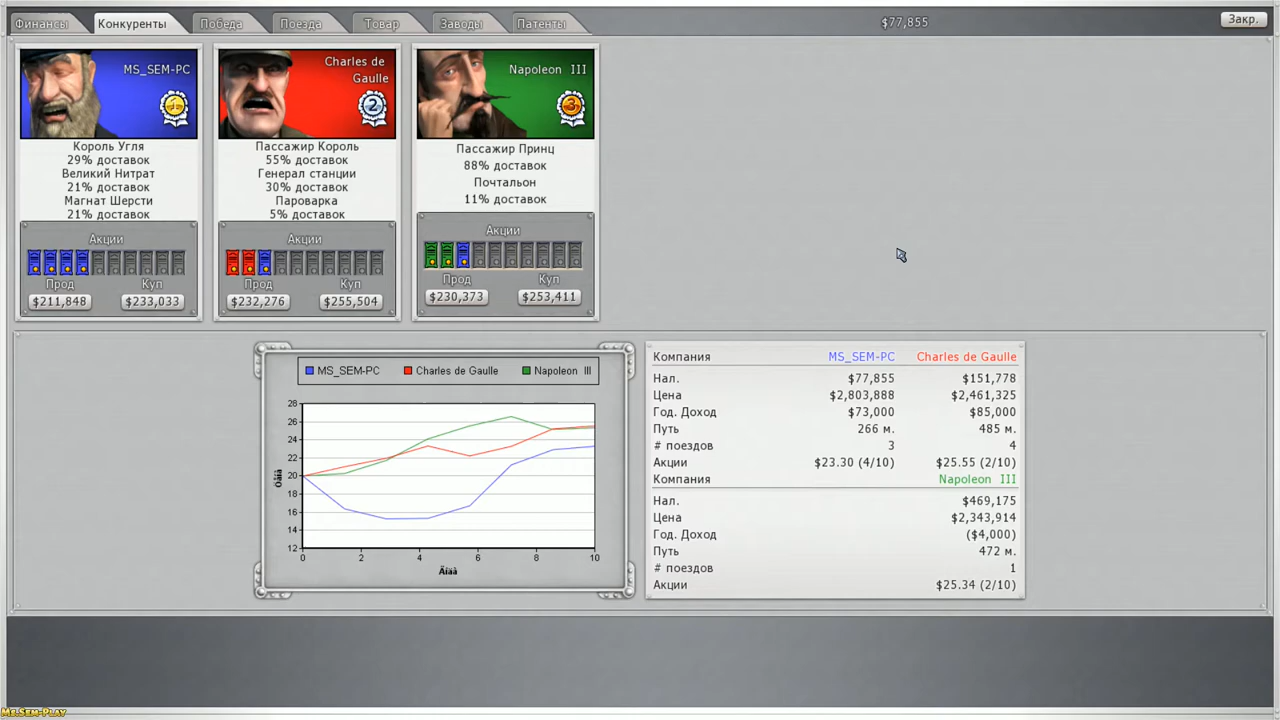 Финансы Конкуренты Победа Поезда Товар Заводы Патенты $77,855 Закр.
MS_SEM-PC
1
Король Угля
29% доставок
Великий Нитрат
21% доставок
Магнат Шерсти
21% доставок
Акции
Прод Куп
$211,848 $233,033
Charles de
Gaulle
2
Пассажир Король
55% доставок
Генерал станции
30% доставок
Пароварка
5% доставок
Акции
Прод Куп
$232,276 $255,504
Napoleon III
3
Пассажир Принц
88% доставок
Почтальон
11% доставок
Акции
Прод Куп
$230,373 $253,411
MS_SEM-PC Charles de Gaulle Napoleon III
28
26
24
22
20
18
16
14
12
0 2 4 6 8 10
Äíàà
Компания MS_SEM-PC Charles de Gaulle
Нал. $77,855 $151,778
Цена $2,803,888 $2,461,325
Год. Доход $73,000 $85,000
Путь 266 м. 485 м.
# поездов 3 4
Акции $23.30 (4/10) $25.55 (2/10)
Компания Napoleon III
Нал. $469,175
Цена $2,343,914
Год. Доход ($4,000)
Путь 472 м.
# поездов 1
Акции $25.34 (2/10)
Ms.Sem-Play